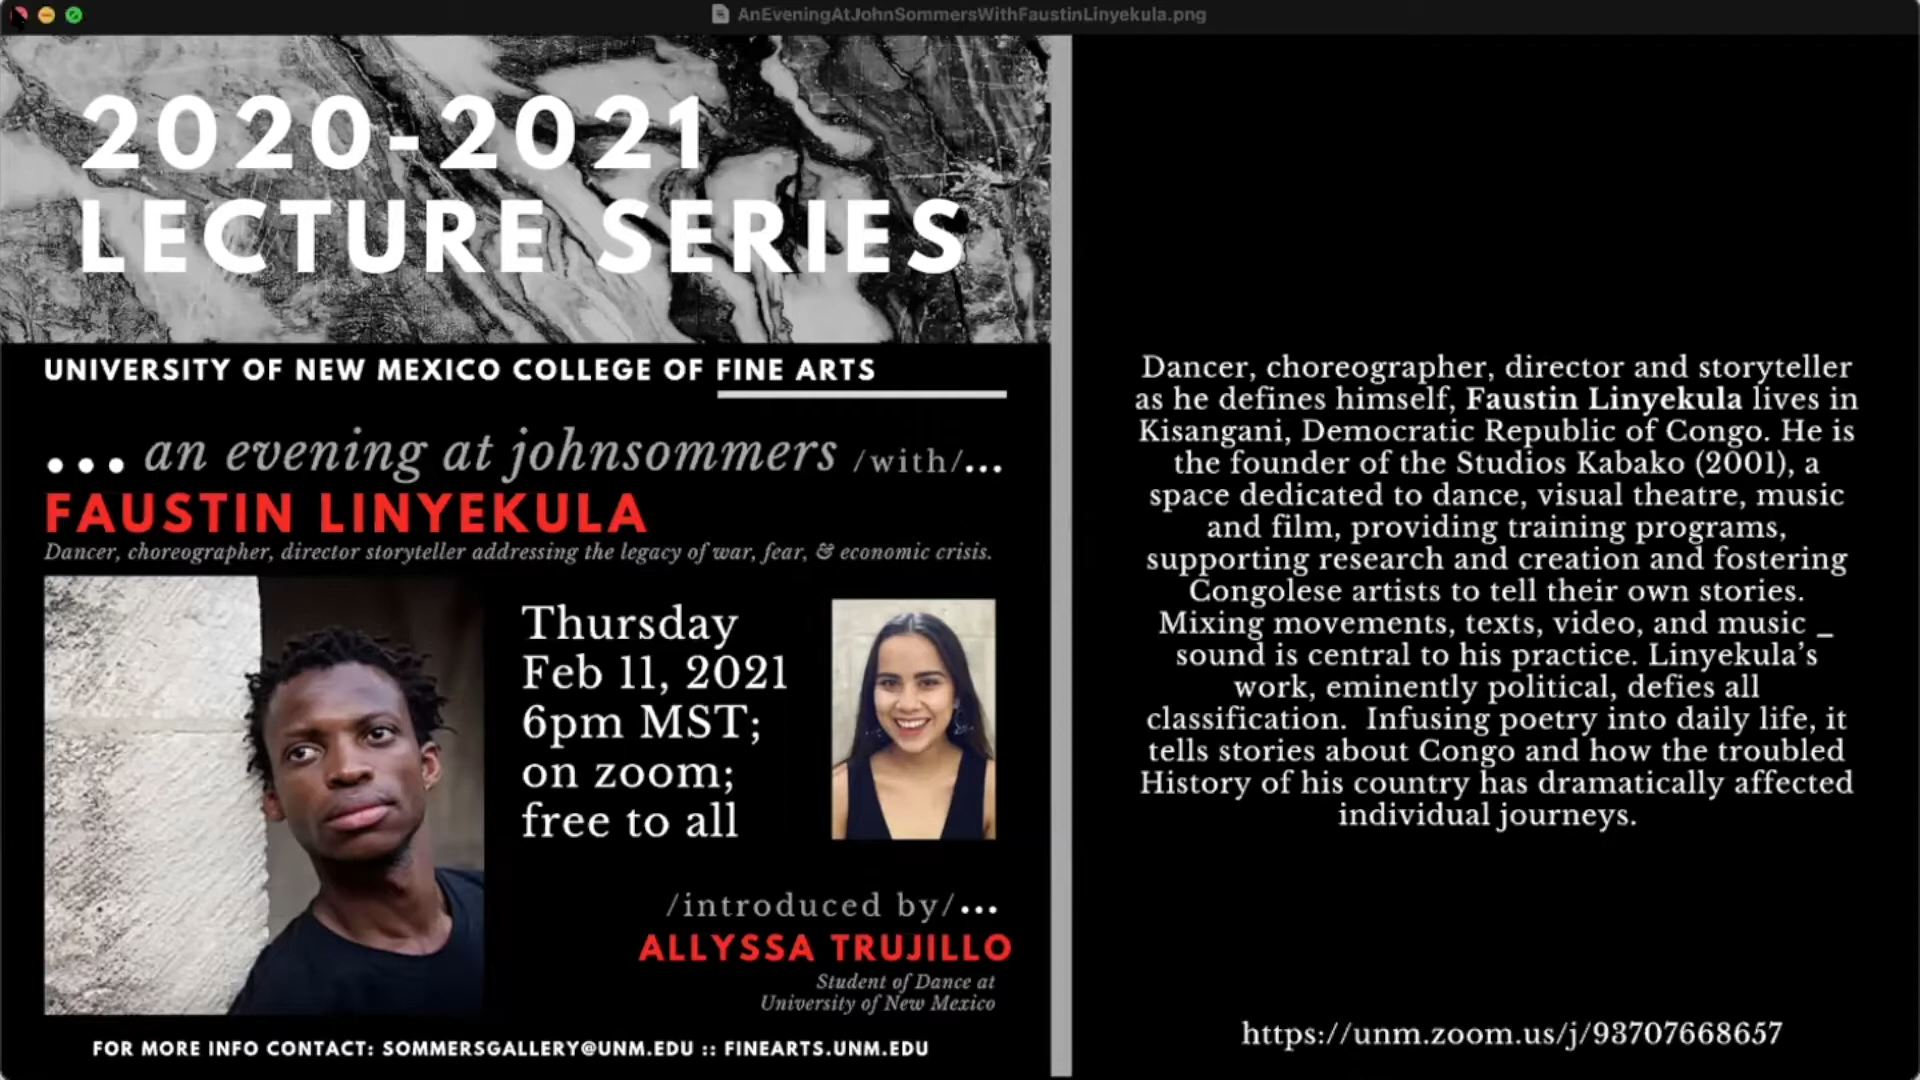 AnEveningAtJohnSommersWithFaustinLinyekula.png
2020-2021
LECTURE SERIES
UNIVERSITY OF NEW MEXICO COLLEGE OF FINE ARTS
... an evening at johnsommers /with/...
FAUSTIN LINYEKULA
Dancer, choreographer, director storyteller addressing the legacy of war, fear, & economic crisis.
Thursday
Feb 11, 2021
6pm MST;
on zoom;
free to all
/introduced by/...
ALLYSSA TRUJILLO
Student of Dance at
University of New Mexico
FOR MORE INFO CONTACT: SOMMERSGALLERY@UNM.EDU :: FINEARTS.UNM.EDU
Dancer, choreographer, director and storyteller
as he defines himself, Faustin Linyekula lives in
Kisangani, Democratic Republic of Congo. He is
the founder of the Studios Kabako (2001), a
space dedicated to dance, visual theatre, music
and film, providing training programs,
supporting research and creation and fostering
Congolese artists to tell their own stories.
Mixing movements, texts, video, and music _
sound is central to his practice. Linyekula's
work, eminently political, defies all
classification.  Infusing poetry into daily life, it
tells stories about Congo and how the troubled
History of his country has dramatically affected
individual journeys.
https://unm.zoom.us/j/93707668657